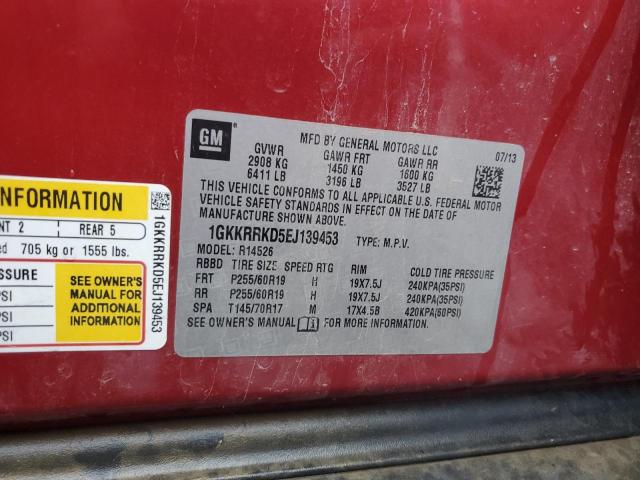 GM
MFD BY GENERAL MOTORS LLC
07/13
GVWR GAWR FRT GAWR RR
2908 KG 1450 KG 1600 KG
6411 LB 3196 LB 3527 LB
THIS VEHICLE CONFORMS TO ALL APPLICABLE U.S. FEDERAL MOTOR
VEHICLE SAFETY STANDARDS IN EFFECT ON THE DATE OF
MANUFACTURE SHOWN ABOVE.
1GKKRRKD5EJ139453 TYPE: M.P.V.
MODEL: R14526
RBBD TIRE SIZE SPEED RTG RIM COLD TIRE PRESSURE
FRT P255/60R19 H 19X7.5J 240KPA(35PSI)
RR P255/60R19 H 19X7.5J 240KPA(35PSI)
SPA T145/70R17 M 17X4.5B 420KPA(60PSI)
SEE OWNER'S MANUAL FOR MORE INFORMATION.
INFORMATION
NT 2 REAR 5
ed 705 kg or 1555 lbs.
SSURE
PSI
PSI
PSI
SEE OWNER'S
MANUAL FOR
ADDITIONAL
INFORMATION
1GKKRRKD5EJ139453